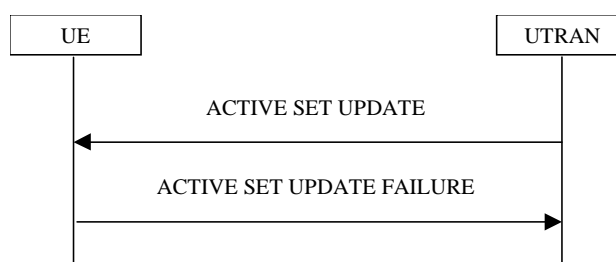 UE
UTRAN
ACTIVE SET UPDATE
ACTIVE SET UPDATE FAILURE